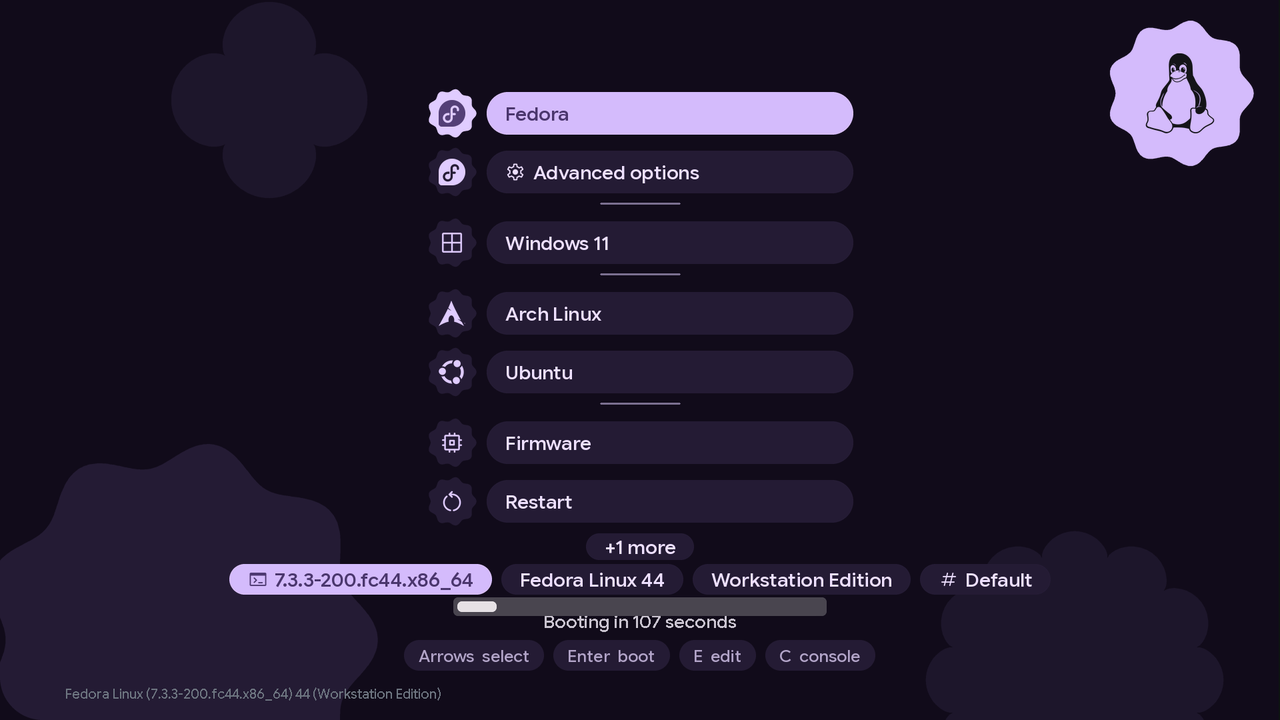 Fedora
Advanced options
Windows 11
Arch Linux
Ubuntu
Firmware
Restart
+1 more
7.3.3-200.fc44.x86_64 Fedora Linux 44 Workstation Edition # Default
Booting in 107 seconds
Arrows select Enter boot E edit C console
Fedora Linux (7.3.3-200.fc44.x86_64) 44 (Workstation Edition)